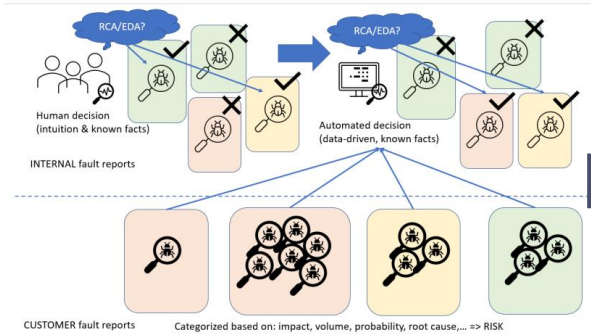 RCA/EDA?
RCA/EDA?
Human decision
(intuition & known facts)
Automated decision
(data-driven, known facts)
INTERNAL fault reports
CUSTOMER fault reports
Categorized based on: impact, volume, probability, root cause,... => RISK